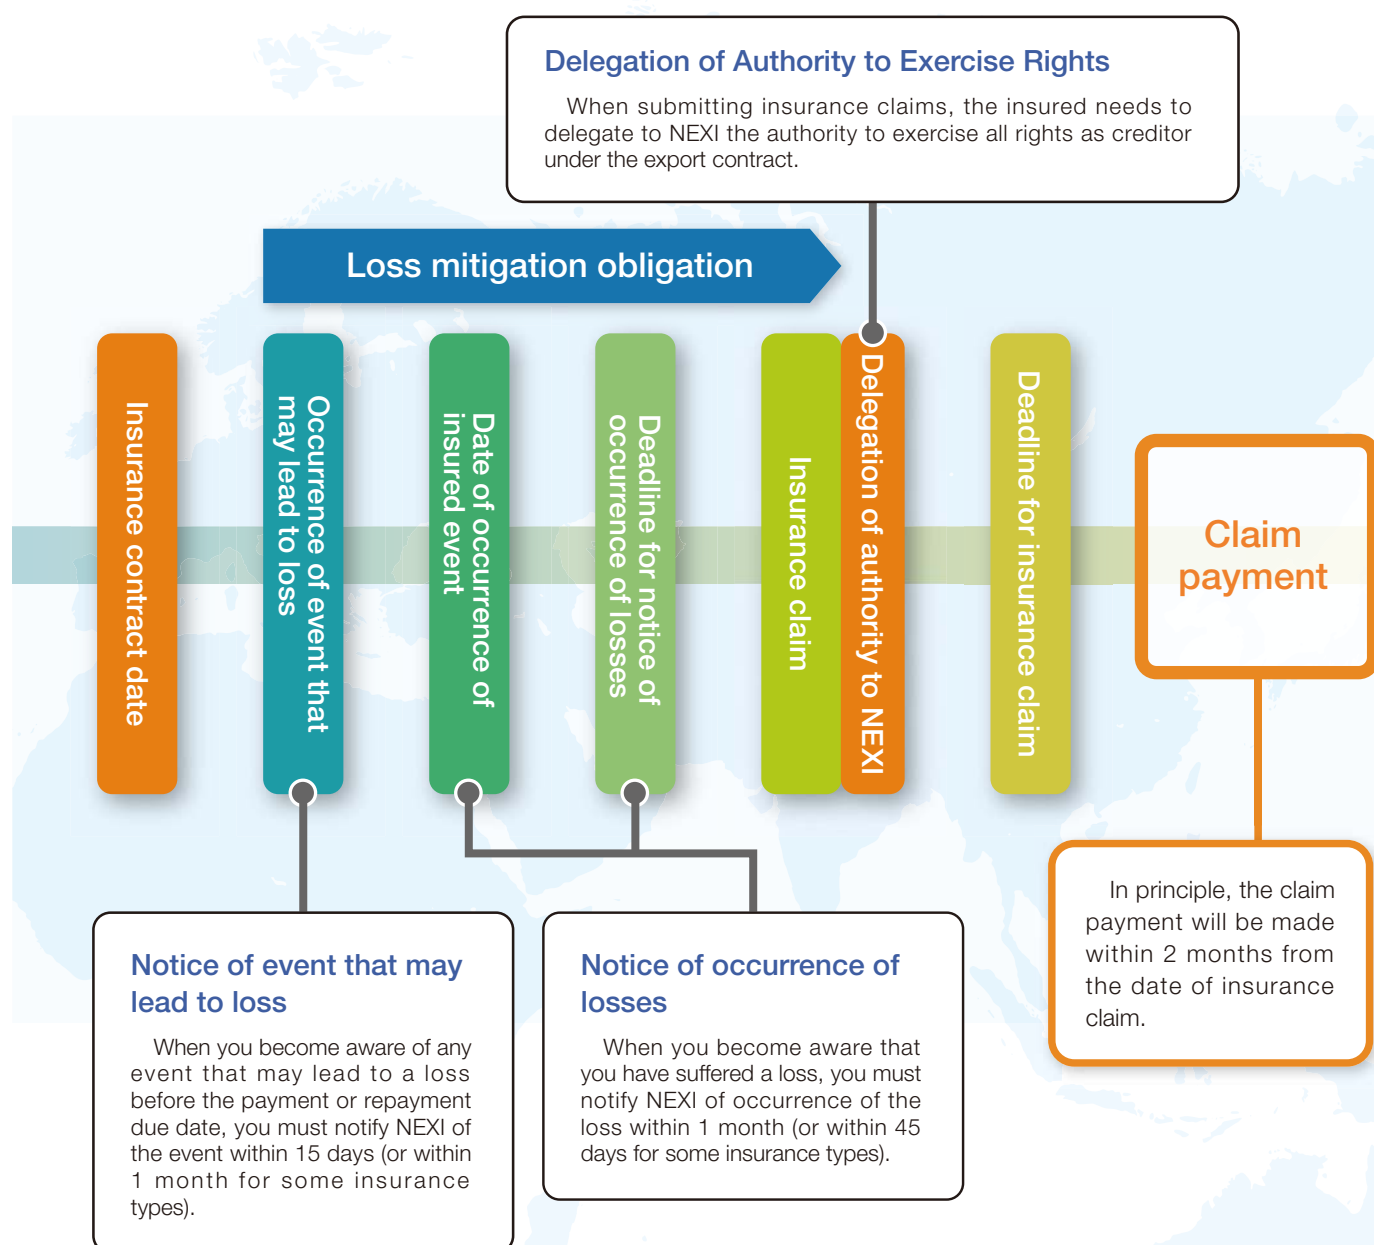 Delegation of Authority to Exercise Rights
When submitting insurance claims, the insured needs to
delegate to NEXI the authority to exercise all rights as creditor
under the export contract.
Loss mitigation obligation
Insurance contract date
Occurrence of event that
may lead to loss
Date of occurrence of
insured event
Deadline for notice of
occurrence of losses
Insurance claim
Delegation of authority to NEXI
Deadline for insurance claim
Claim
payment
Notice of event that may
lead to loss
When you become aware of any
event that may lead to a loss
before the payment or repayment
due date, you must notify NEXI of
the event within 15 days (or within
1 month for some insurance
types).
Notice of occurrence of
losses
When you become aware that
you have suffered a loss, you must
notify NEXI of occurrence of the
loss within 1 month (or within 45
days for some insurance types).
In principle, the claim
payment will be made
within 2 months from
the date of insurance
claim.